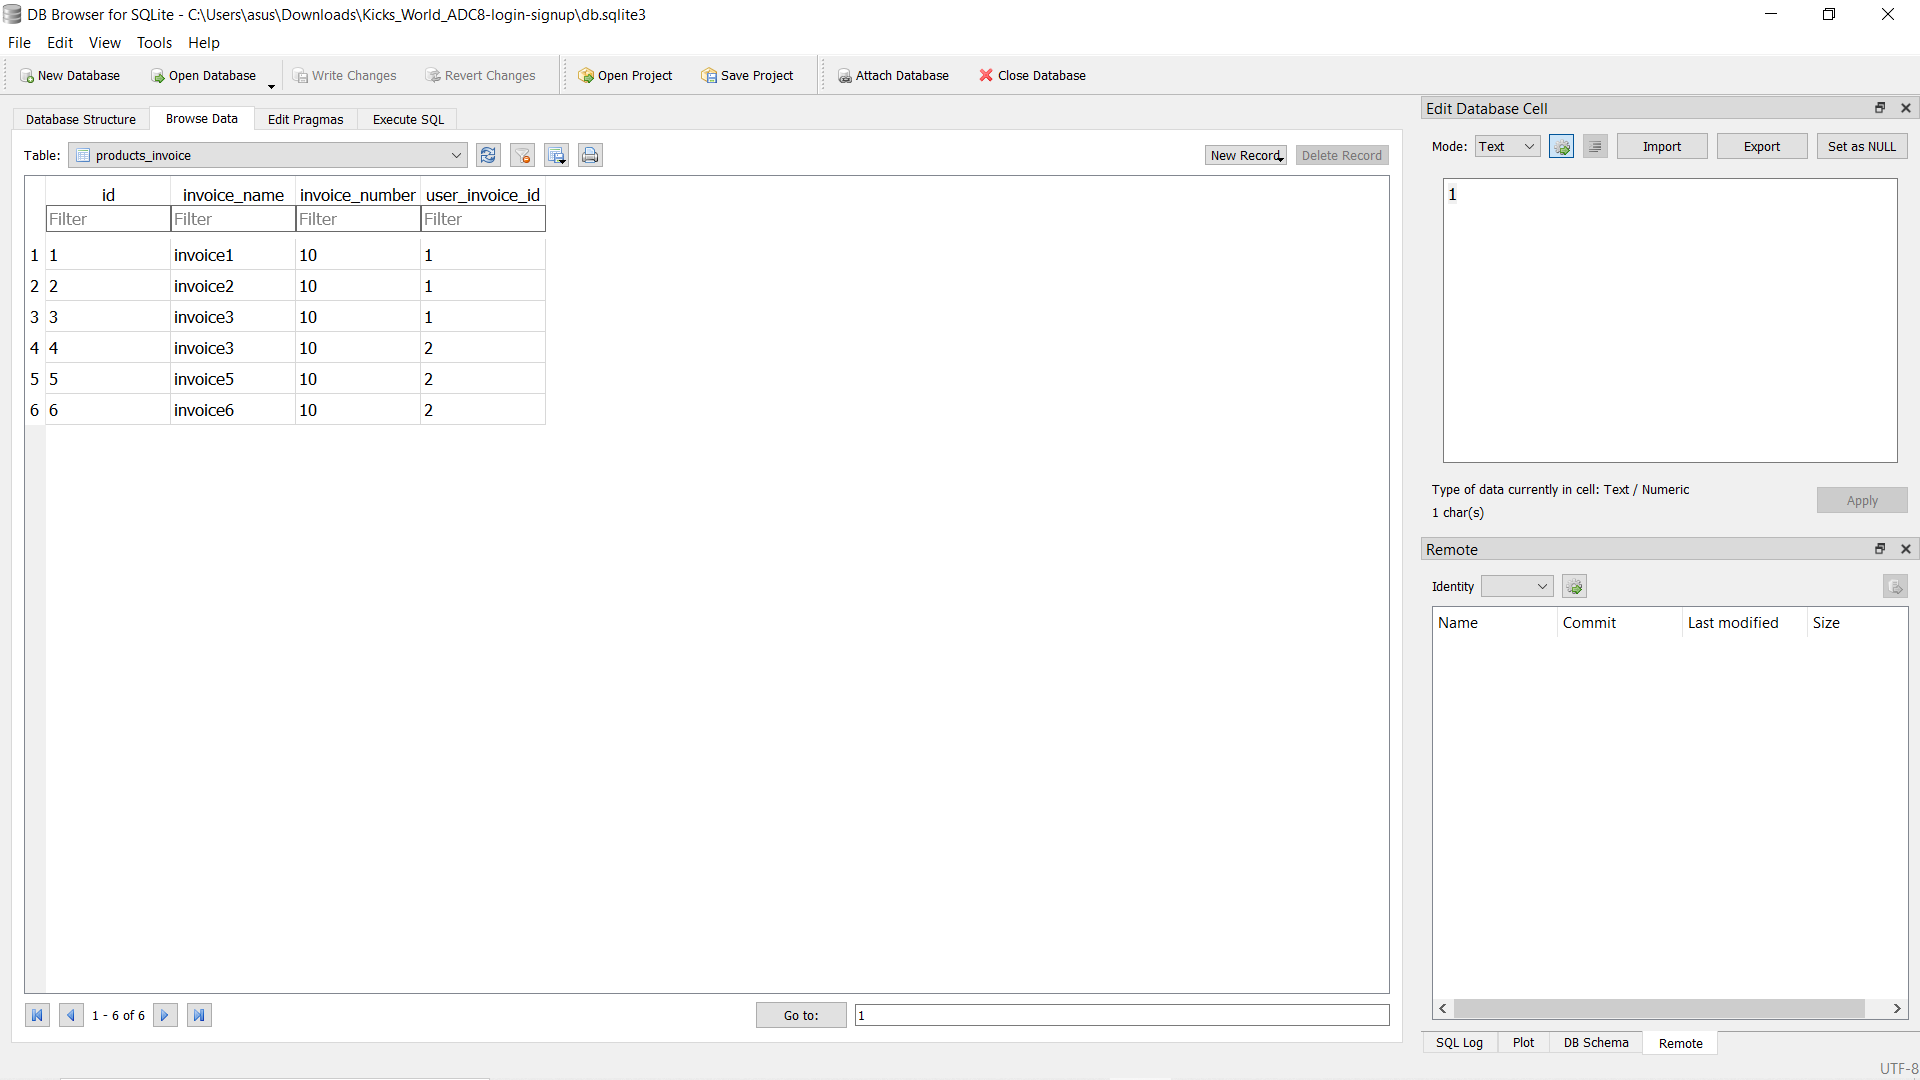 DB Browser for SQLite - C:\Users\asus\Downloads\Kicks_World_ADC8-login-signup\db.sqlite3
File Edit View Tools Help
New Database Open Database Write Changes Revert Changes Open Project Save Project Attach Database Close Database
Database Structure Browse Data Edit Pragmas Execute SQL
Table: products_invoice New Record Delete Record
id invoice_name invoice_number user_invoice_id
Filter Filter Filter Filter
1 1 invoice1 10 1
2 2 invoice2 10 1
3 3 invoice3 10 1
4 4 invoice3 10 2
5 5 invoice5 10 2
6 6 invoice6 10 2
1 - 6 of 6 Go to: 1
Edit Database Cell
Mode: Text Import Export Set as NULL
1
Type of data currently in cell: Text / Numeric
1 char(s)
Apply
Remote
Identity
Name Commit Last modified Size
SQL Log Plot DB Schema Remote
UTF-8